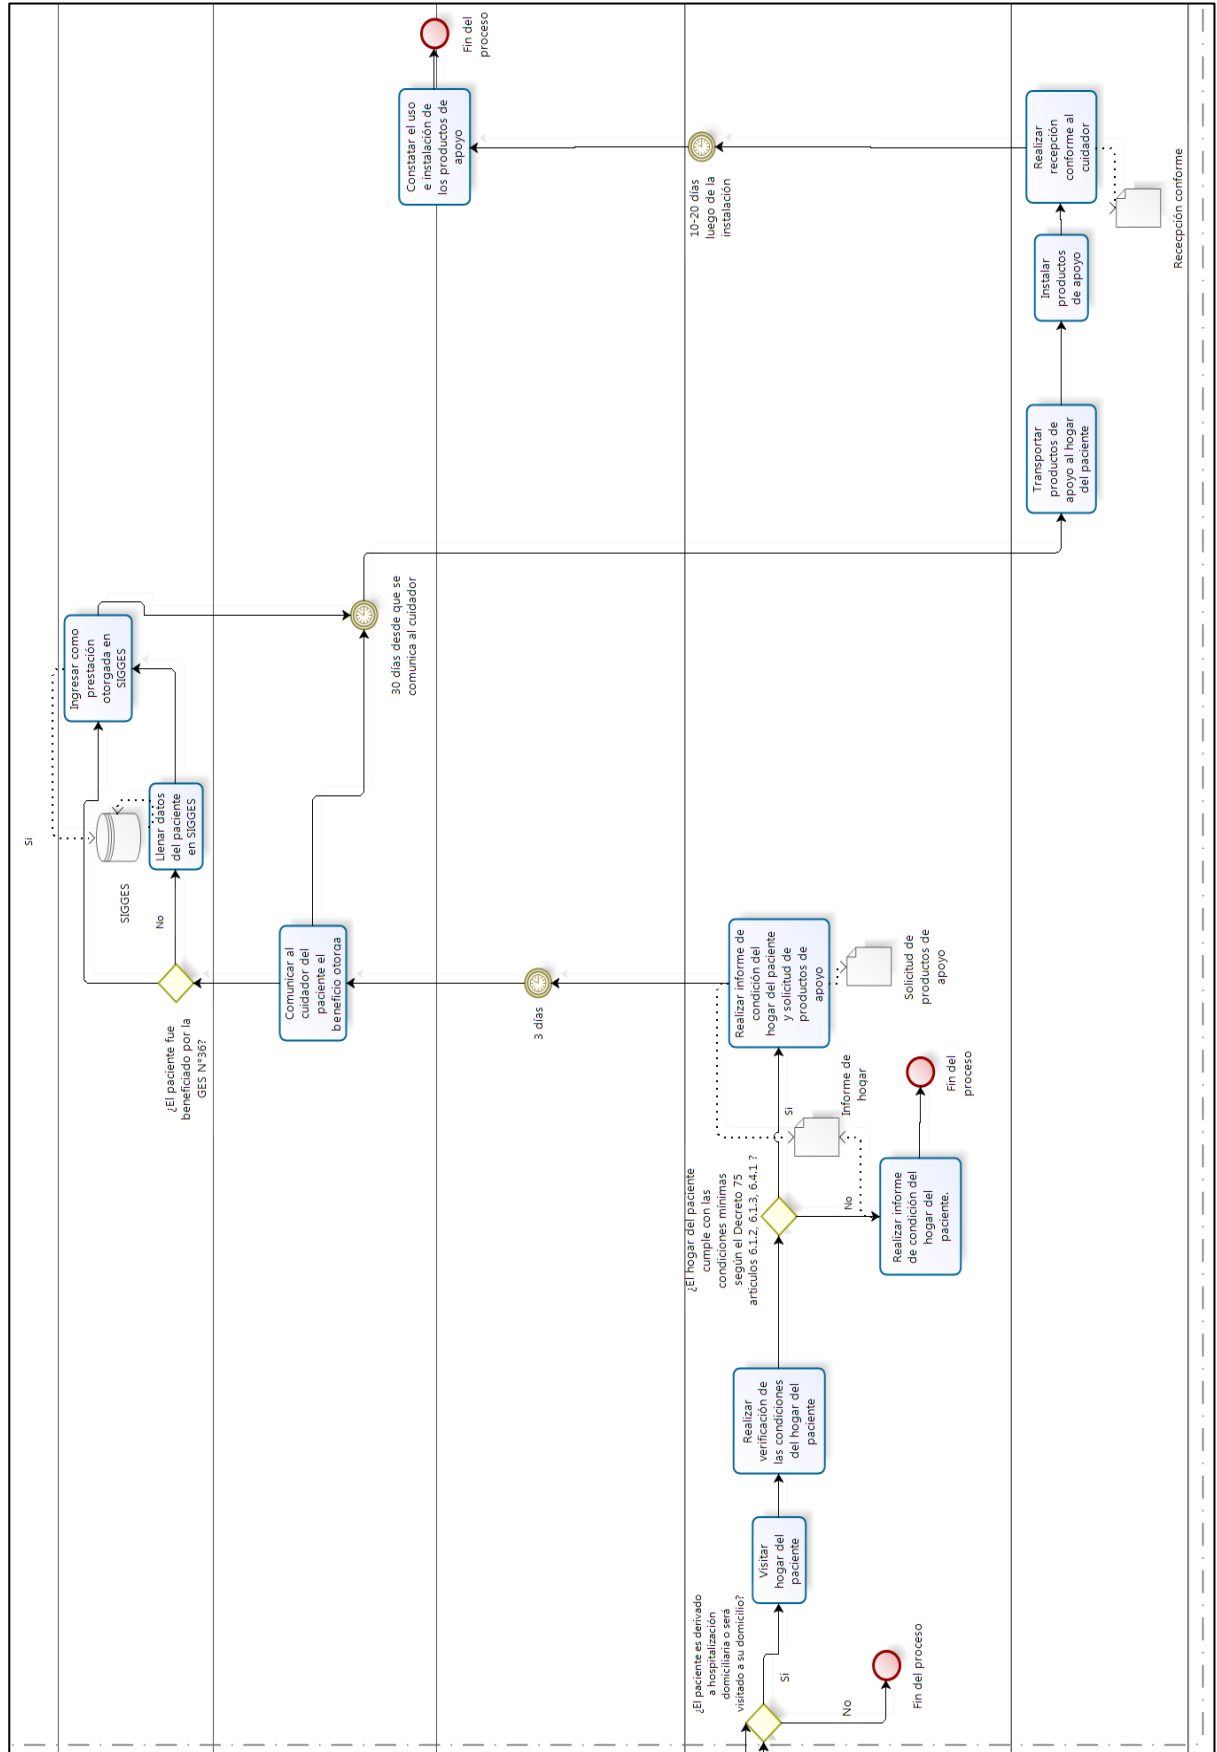 ¿El paciente es derivado
a hospitalización
domiciliaria o será
visitado a su domicilio?
Si
No
Fin del proceso
Visitar
hogar del
paciente
Realizar
verificación de
las condiciones
del hogar del
paciente
¿El hogar del paciente
cumple con las
condiciones mínimas
según el Decreto 75
articulos 6.1.2, 6.1.3, 6.4.1 ?
Si
No
Realizar informe
de condición del
hogar del
paciente.
Fin del
proceso
Informe de
hogar
Realizar informe de
condición del
hogar del paciente
y solicitud de
productos de
apoyo
Solicitud de
productos de
apoyo
3 días
Comunicar al
cuidador del
paciente el
beneficio otorga
¿El paciente fue
beneficiado por la
GES N°36?
No
Si
SIGGES
Llenar datos
del paciente
en SIGGES
Ingresar como
prestación
otorgada en
SIGGES
30 días desde que se
comunica al cuidador
Transportar
productos de
apoyo al hogar
del paciente
Instalar
productos
de apoyo
Realizar
recepción
conforme al
cuidador
Rececpción conforme
10-20 días
luego de la
instalación
Constatar el uso
e instalación de
los productos de
apoyo
Fin del
proceso